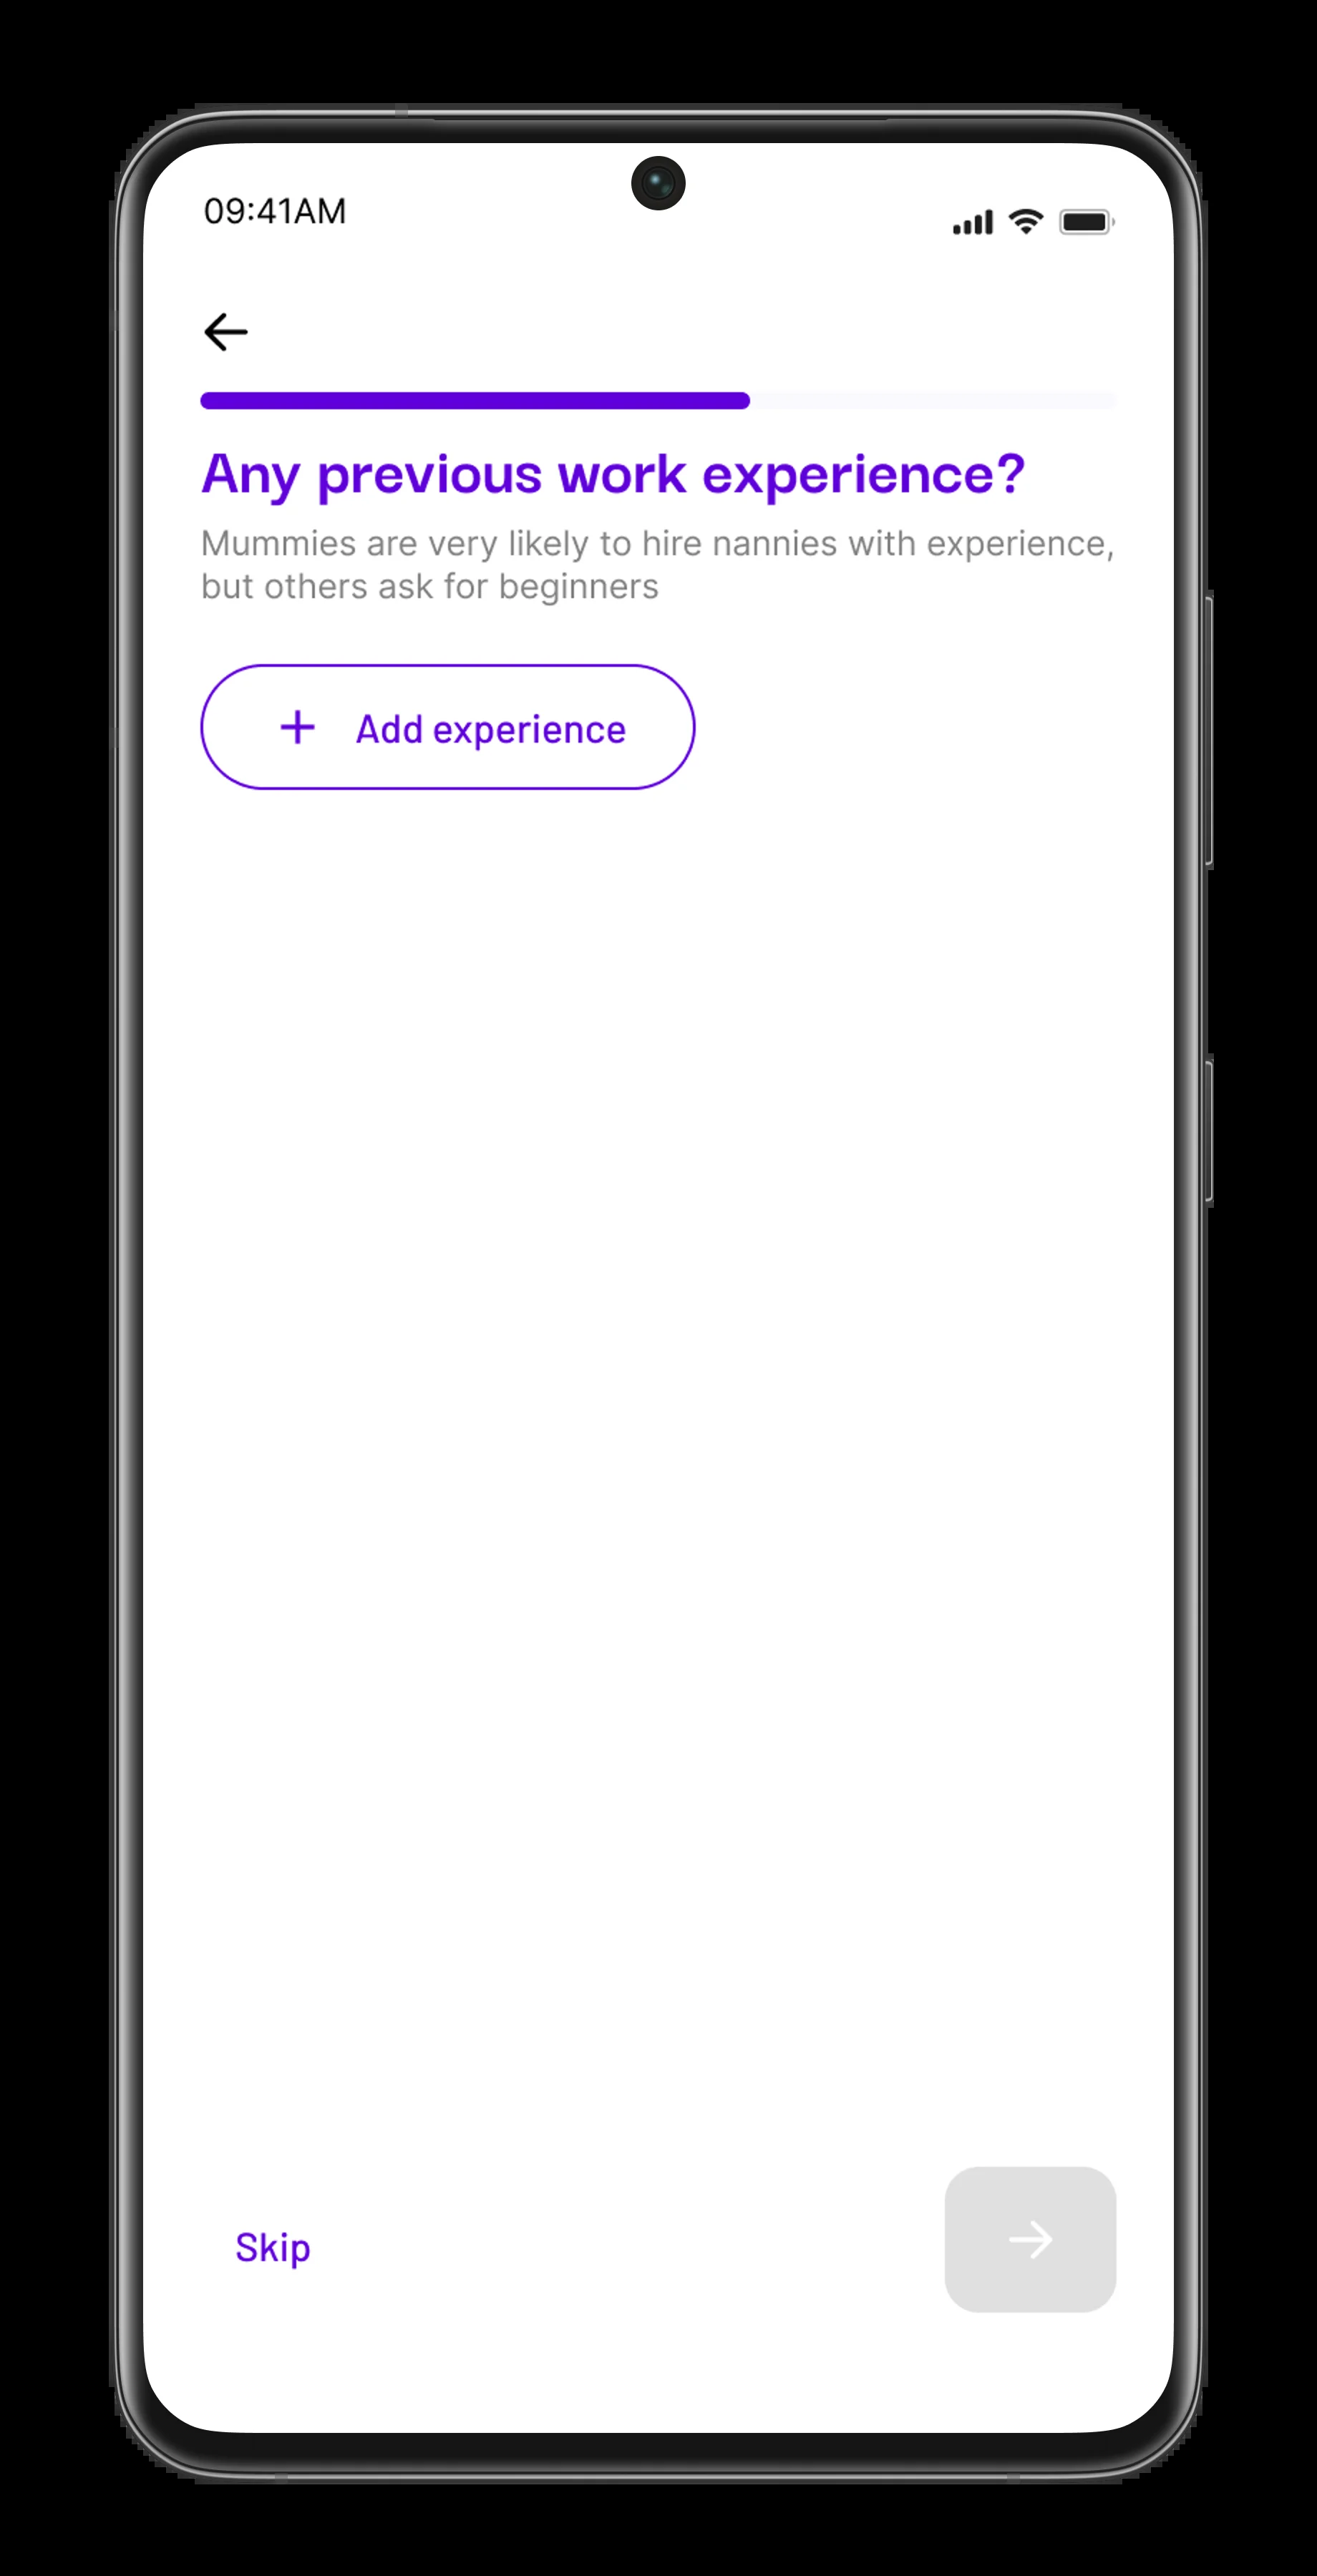 09:41AM
Any previous work experience?
Mummies are very likely to hire nannies with experience,
but others ask for beginners
Add experience
Skip